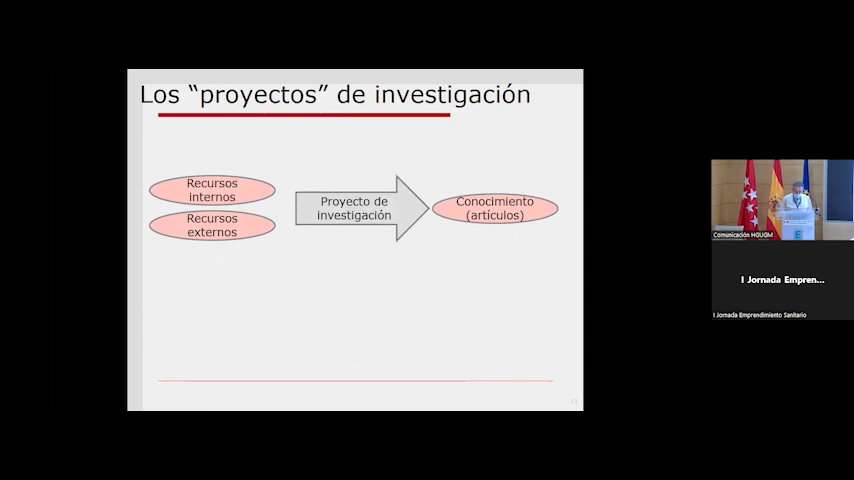 Los “proyectos” de investigación
Recursos
internos
Recursos
externos
Proyecto de
investigación
Conocimiento
(artículos)
Comunicación HGUGM
I Jornada Empren...
I Jornada Emprendimiento Sanitario